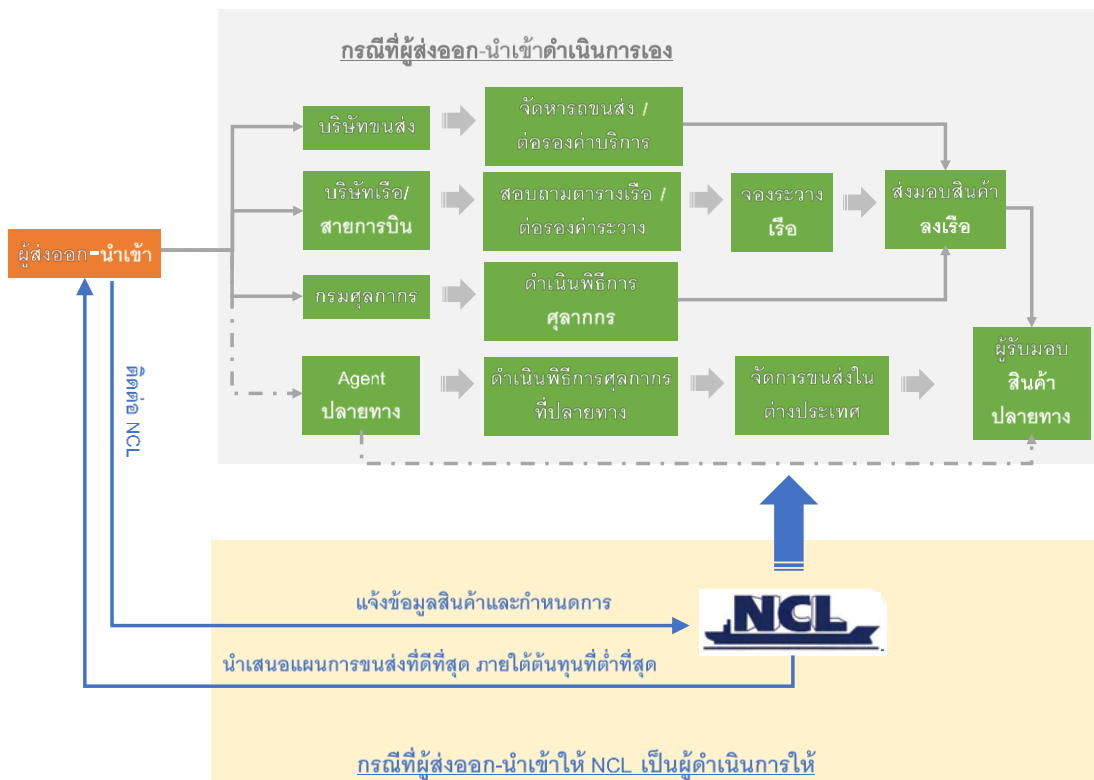 กรณีที่ผู้ส่งออก-นำเข้าดำเนินการเอง
บริษัทขนส่ง
จัดหารถขนส่ง /
ต่อรองค่าบริการ
บริษัทเรือ/
สายการบิน
สอบถามตารางเรือ /
ต่อรองค่าระวาง
จองระวาง
เรือ
ส่งมอบสินค้า
ลงเรือ
ผู้ส่งออก-นำเข้า
กรมศุลกากร
ดำเนินพิธีการ
ศุลากกร
Agent
ปลายทาง
ดำเนินพิธีการศุลกากร
ที่ปลายทาง
จัดการขนส่งใน
ต่างประเทศ
ผู้รับมอบ
สินค้า
ปลายทาง
ติดต่อ NCL
แจ้งข้อมูลสินค้าและกำหนดการ
NCL
นำเสนอแผนการขนส่งที่ดีที่สุด ภายใต้ต้นทุนที่ต่ำที่สุด
กรณีที่ผู้ส่งออก-นำเข้าให้ NCL เป็นผู้ดำเนินการให้